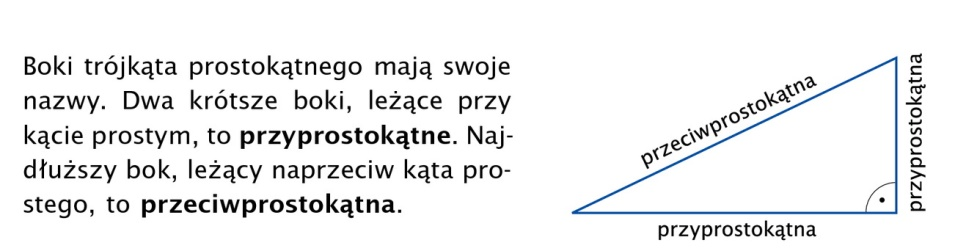 Boki trójkąta prostokątnego mają swoje
nazwy. Dwa krótsze boki, leżące przy
kącie prostym, to przyprostokątne. Naj-
dłuższy bok, leżący naprzeciw kąta pro-
stego, to przeciwprostokątna.
przeciwprostokątna
przyprostokątna
przyprostokątna